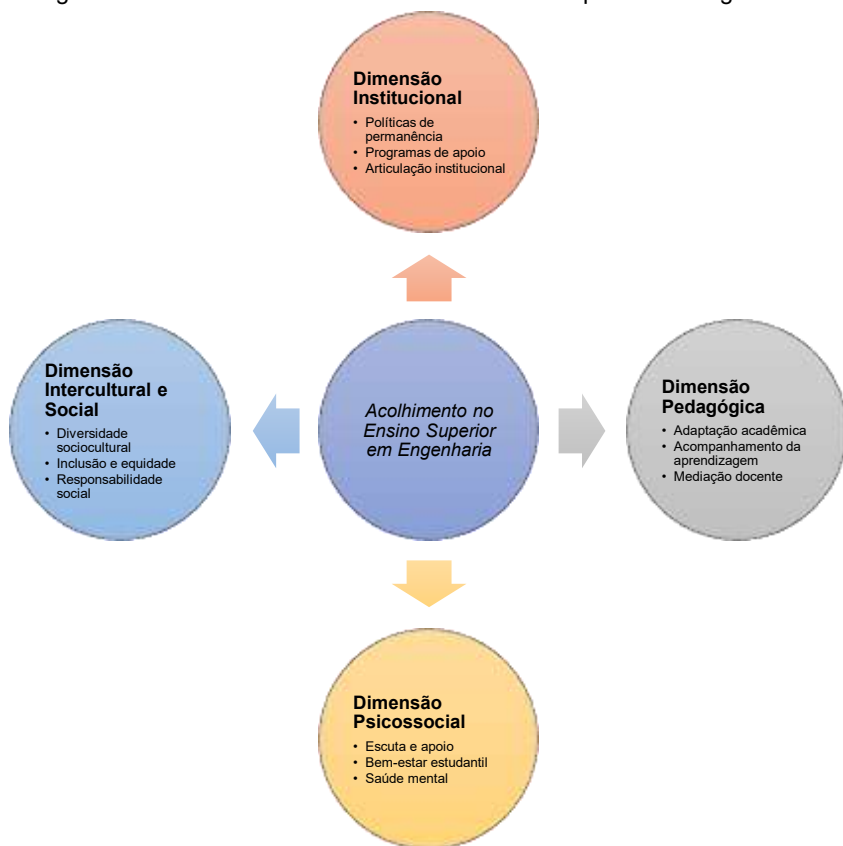 Dimensão
Institucional
• Políticas de
permanência
• Programas de apoio
• Articulação institucional
Dimensão
Intercultural e
Social
• Diversidade
sociocultural
• Inclusão e equidade
• Responsabilidade
social
Acolhimento no
Ensino Superior
em Engenharia
Dimensão
Pedagógica
• Adaptação acadêmica
• Acompanhamento da
aprendizagem
• Mediação docente
Dimensão
Psicossocial
• Escuta e apoio
• Bem-estar estudantil
• Saúde mental